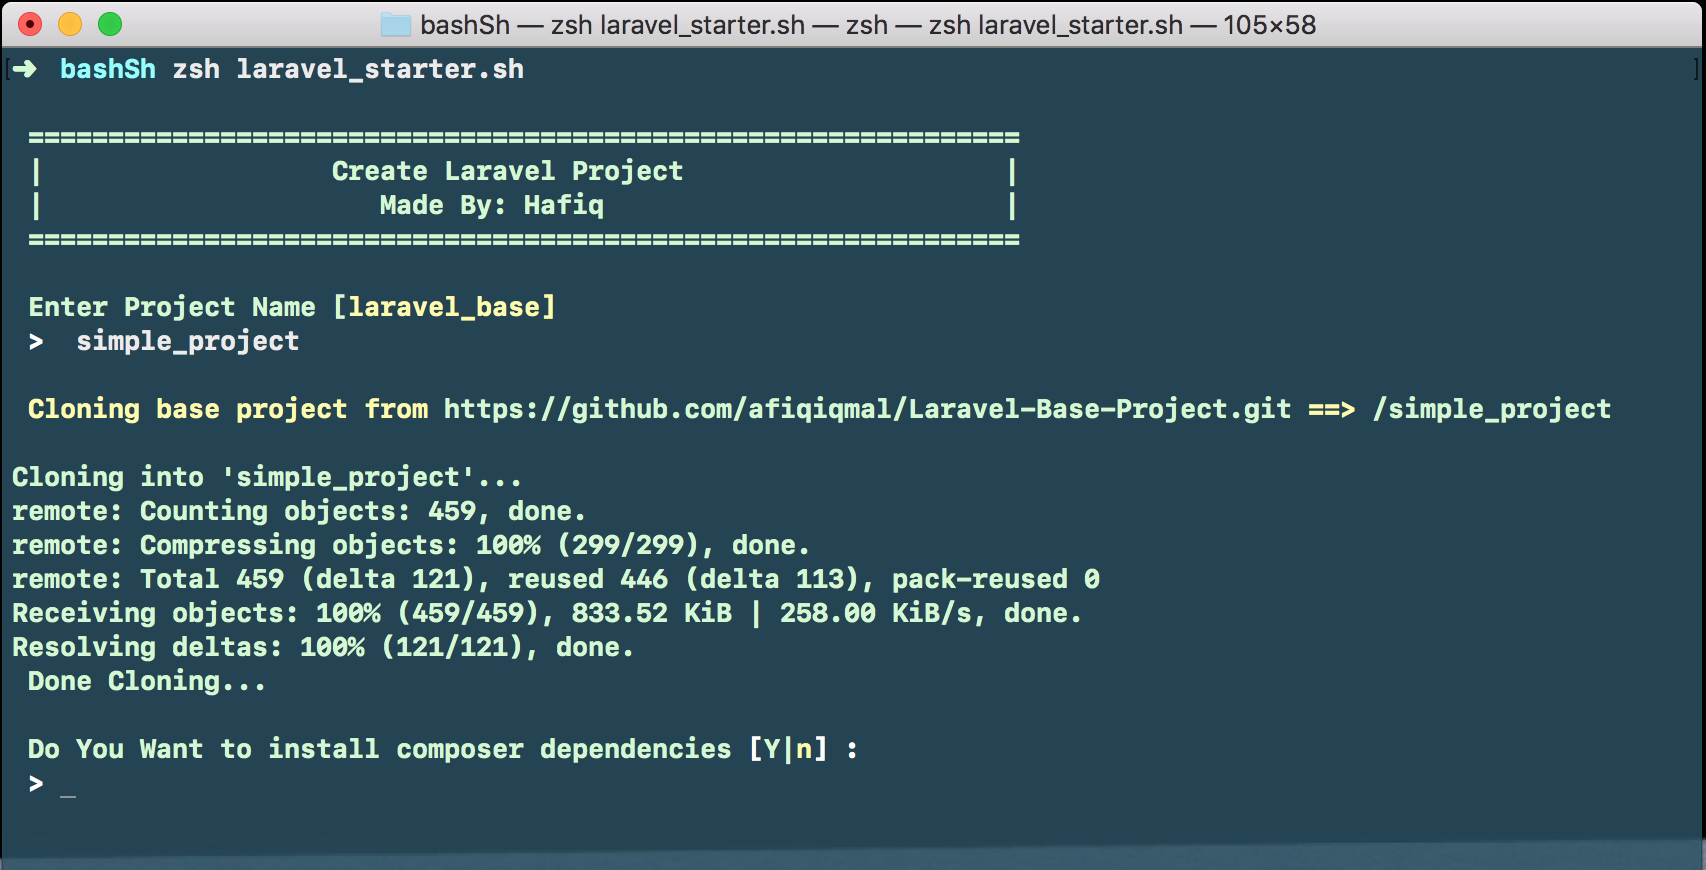 bashSh — zsh laravel_starter.sh — zsh — zsh laravel_starter.sh — 105×58
[➜  bashSh zsh laravel_starter.sh ]
==============================================================
|                  Create Laravel Project                    |
|                     Made By: Hafiq                         |
==============================================================
Enter Project Name [laravel_base]
>  simple_project
Cloning base project from https://github.com/afiqiqmal/Laravel-Base-Project.git ==> /simple_project
Cloning into 'simple_project'...
remote: Counting objects: 459, done.
remote: Compressing objects: 100% (299/299), done.
remote: Total 459 (delta 121), reused 446 (delta 113), pack-reused 0
Receiving objects: 100% (459/459), 833.52 KiB | 258.00 KiB/s, done.
Resolving deltas: 100% (121/121), done.
Done Cloning...
Do You Want to install composer dependencies [Y|n] :
> _